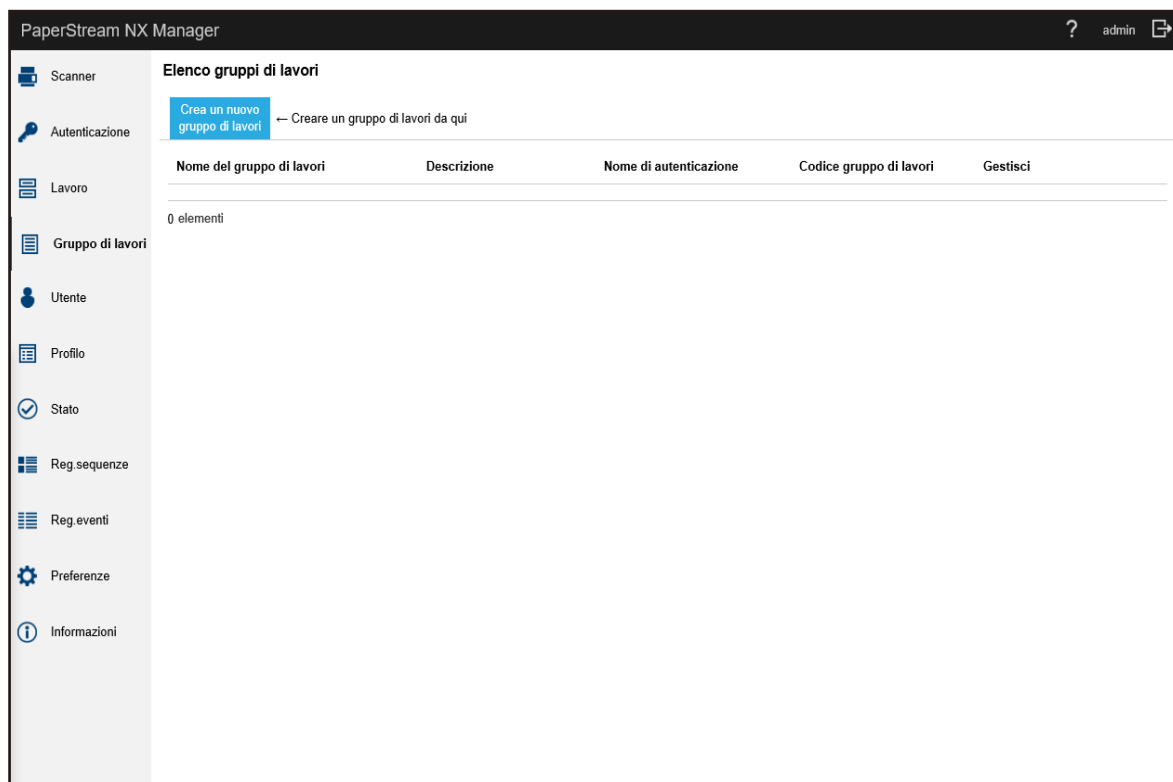 PaperStream NX Manager
? admin
Scanner
Autenticazione
Lavoro
Gruppo di lavori
Utente
Profilo
Stato
Reg.sequenze
Reg.eventi
Preferenze
Informazioni
Elenco gruppi di lavori
Crea un nuovo
gruppo di lavori
← Creare un gruppo di lavori da qui
Nome del gruppo di lavori Descrizione Nome di autenticazione Codice gruppo di lavori Gestisci
0 elementi